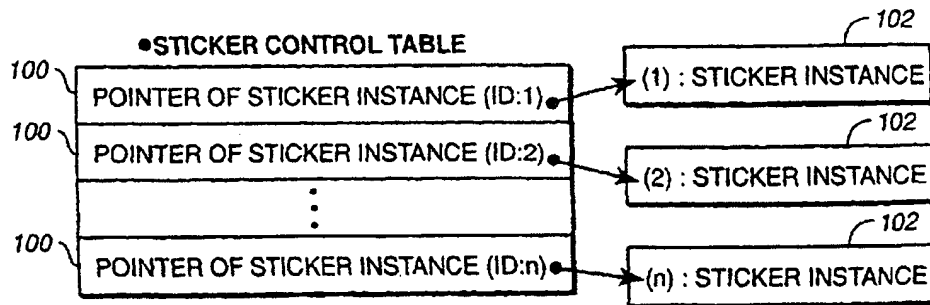 102
●STICKER CONTROL TABLE
100
POINTER OF STICKER INSTANCE (ID:1)
(1) : STICKER INSTANCE
100
102
POINTER OF STICKER INSTANCE (ID:2)
(2) : STICKER INSTANCE
102
100
POINTER OF STICKER INSTANCE (ID:n)
(n) : STICKER INSTANCE